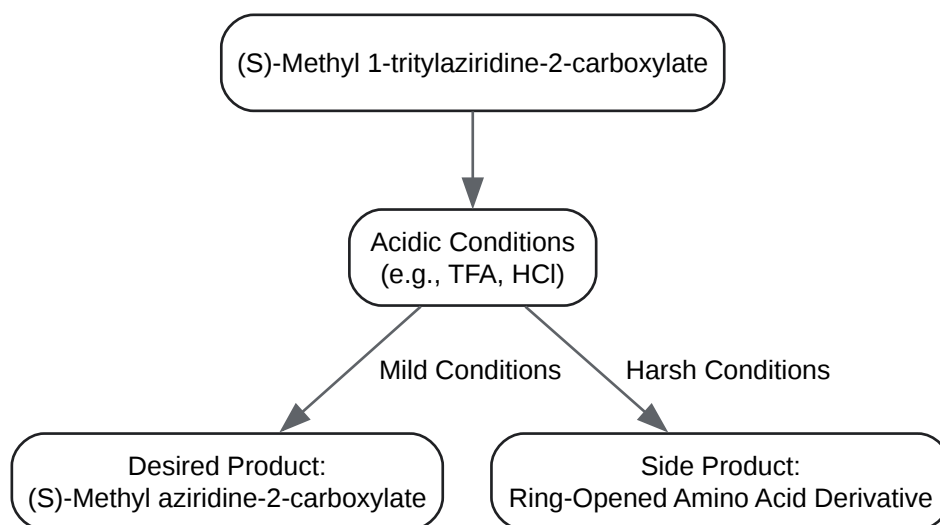 (S)-Methyl 1-tritylaziridine-2-carboxylate
Acidic Conditions
(e.g., TFA, HCl)
Mild Conditions
Harsh Conditions
Desired Product:
(S)-Methyl aziridine-2-carboxylate
Side Product:
Ring-Opened Amino Acid Derivative